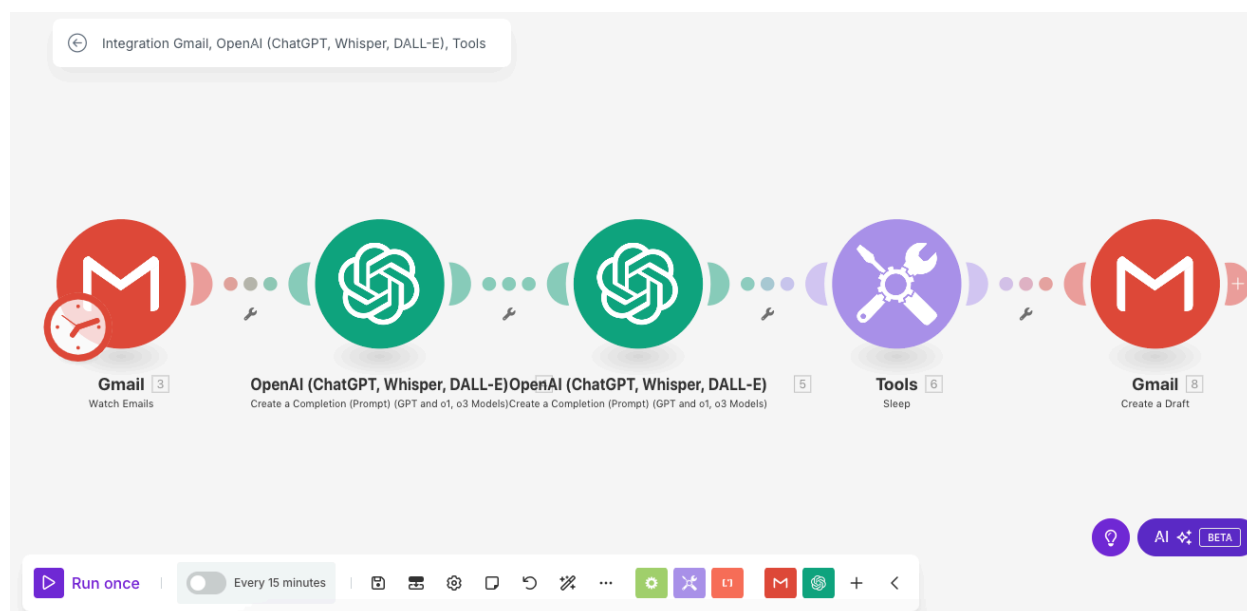 Integration Gmail, OpenAI (ChatGPT, Whisper, DALL-E), Tools
Gmail 3
Watch Emails
OpenAI (ChatGPT, Whisper, DALL-E)
Create a Completion (Prompt) (GPT and o1, o3 Models)
OpenAI (ChatGPT, Whisper, DALL-E) 5
Create a Completion (Prompt) (GPT and o1, o3 Models)
Tools 6
Sleep
Gmail 8
Create a Draft
AI BETA
Run once
Every 15 minutes